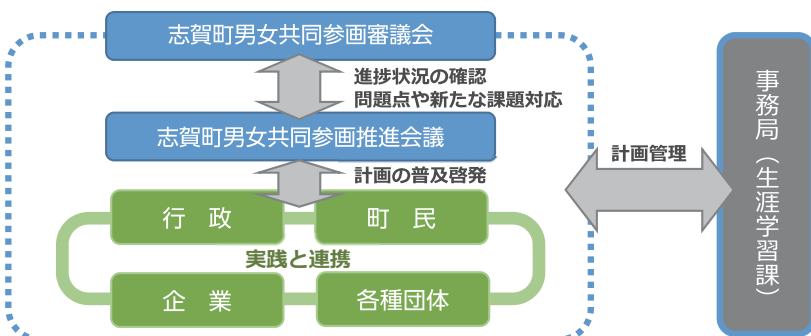 志賀町男女共同参画審議会
進捗状況の確認
問題点や新たな課題対応
志賀町男女共同参画推進会議
計画の普及啓発
行 政
町 民
実践と連携
企 業
各種団体
計画管理
事務局（生涯学習課）